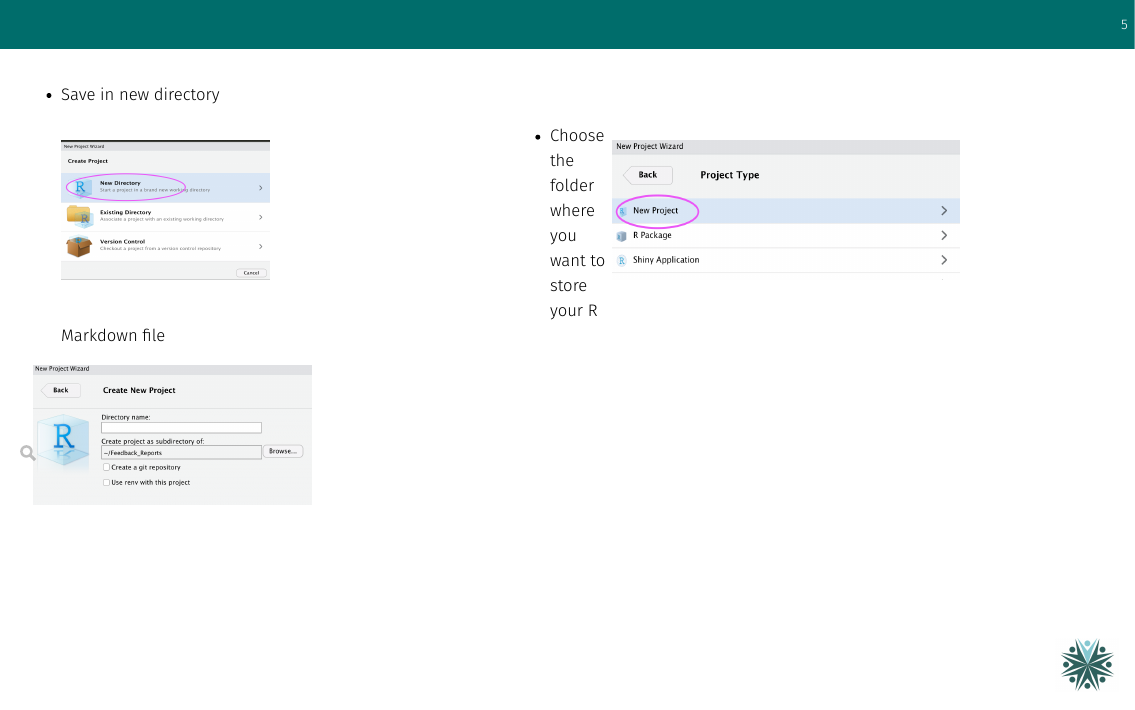 5
Save in new directory
New Project Wizard
Create Project
New Directory
Start a project in a brand new working directory
Existing Directory
Associate a project with an existing working directory
Version Control
Checkout a project from a version control repository
Cancel
Choose
the
folder
where
you
want to
store
your R
New Project Wizard
Back
Project Type
New Project
R Package
Shiny Application
Markdown file
New Project Wizard
Back
Create New Project
Directory name:
Create project as subdirectory of:
~/Feedback_Reports
Browse...
Create a git repository
Use renv with this project